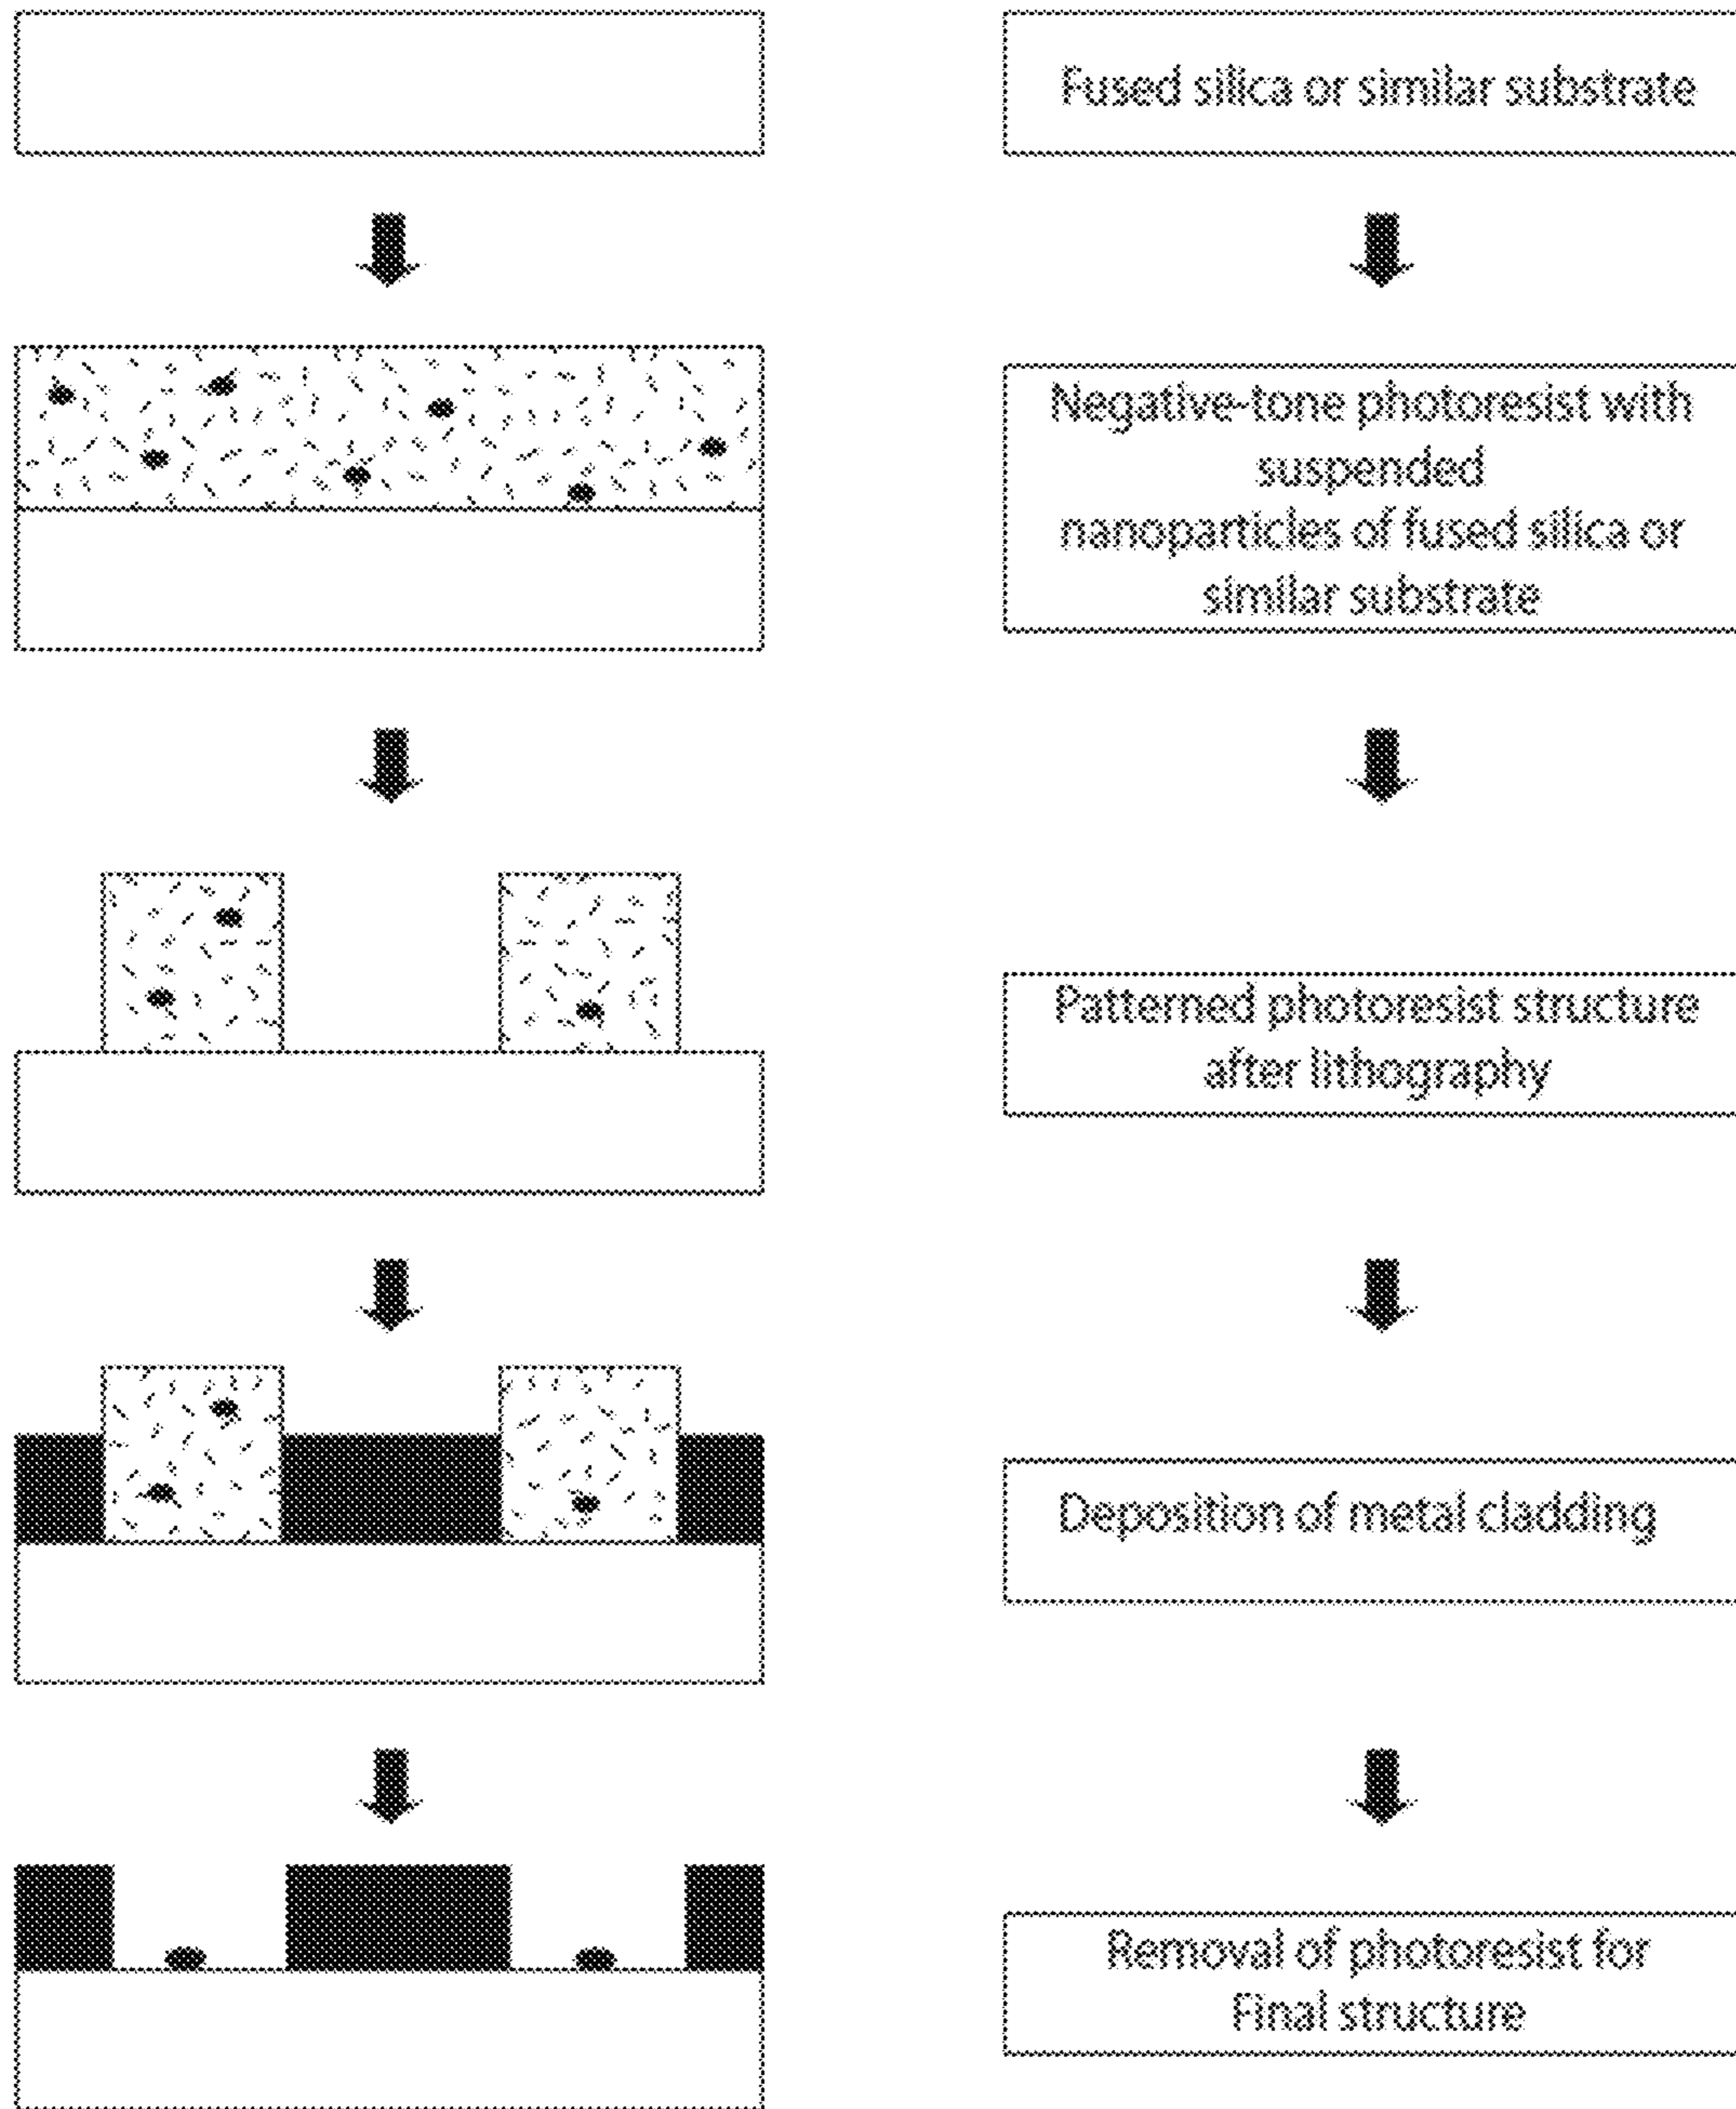 Fused silica or similar substrate
Negative-tone photoresist with
suspended
nanoparticles of fused silica or
similar substrate
Patterned photoresist structure
after lithography
Deposition of metal cladding
Removal of photoresist for
Final structure